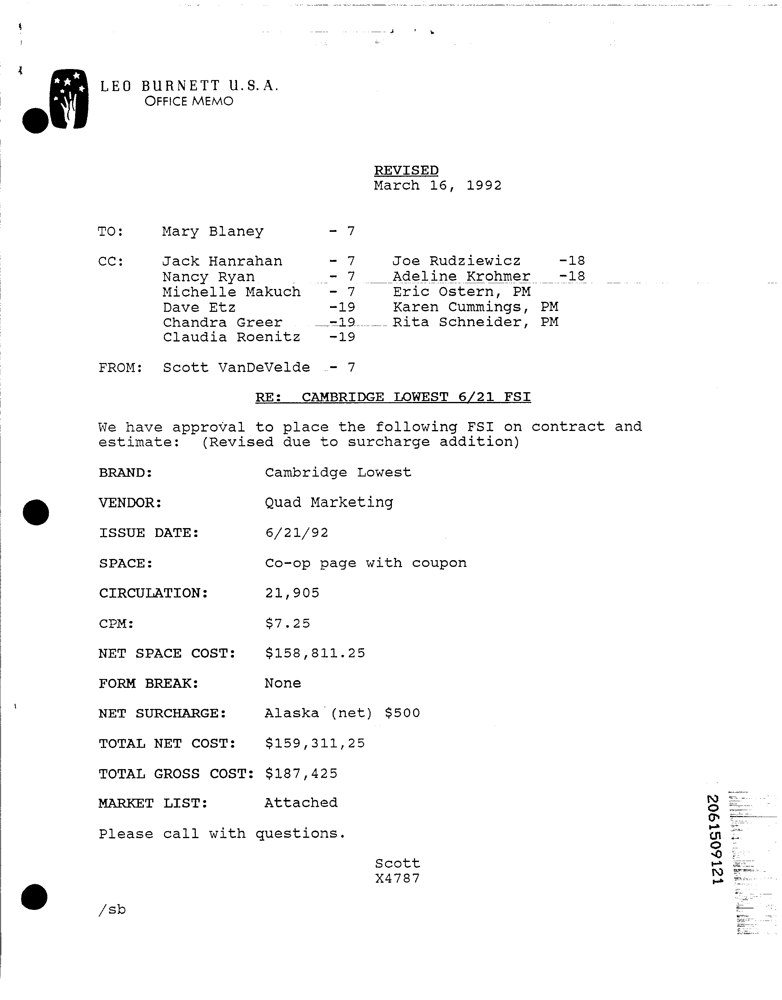 LEO BURNETT U.S.A.
OFFICE MEMO
REVISED
March 16, 1992
TO: Mary Blaney - 7
CC: Jack Hanrahan - 7 Joe Rudziewicz -18
Nancy Ryan - 7 Adeline Krohmer -18
Michelle Makuch - 7 Eric Ostern, PM
Dave Etz -19 Karen Cummings, PM
Chandra Greer -19 Rita Schneider, PM
Claudia Roenitz -19
FROM: Scott VanDeVelde - 7
RE: CAMBRIDGE LOWEST 6/21 FSI
We have approval to place the following FSI on contract and
estimate: (Revised due to surcharge addition)
BRAND: Cambridge Lowest
VENDOR: Quad Marketing
ISSUE DATE: 6/21/92
SPACE: Co-op page with coupon
CIRCULATION: 21,905
CPM: $7.25
NET SPACE COST: $158,811.25
FORM BREAK: None
NET SURCHARGE: Alaska (net) $500
TOTAL NET COST: $159,311,25
TOTAL GROSS COST: $187,425
MARKET LIST: Attached
Please call with questions.
Scott
X4787
/sb
2061509121